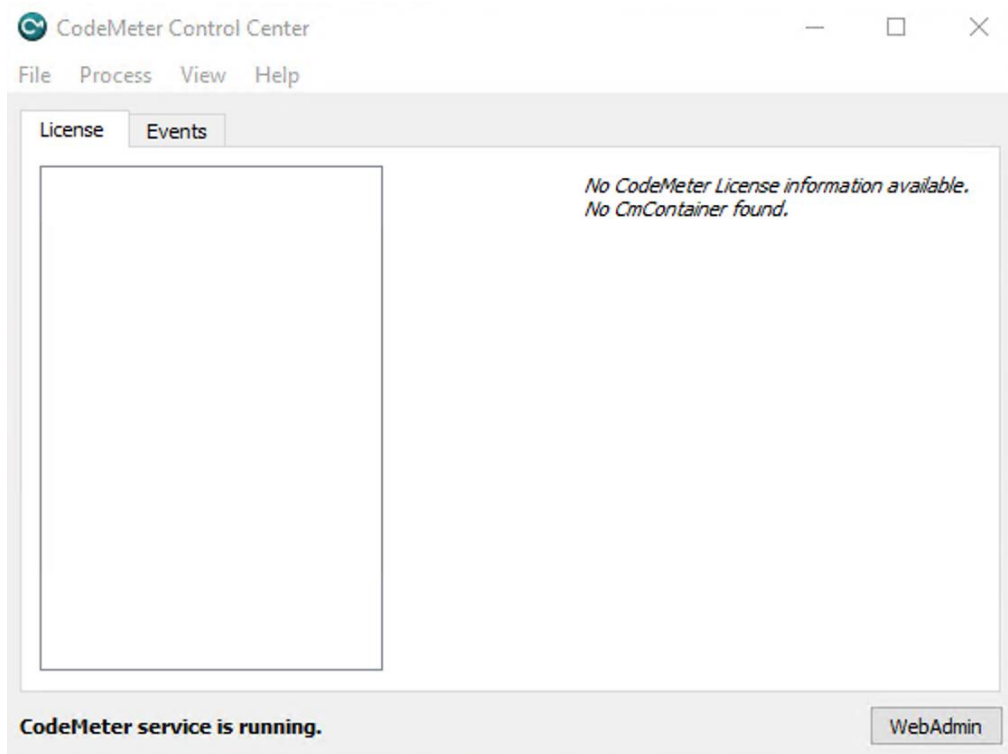 CodeMeter Control Center
File Process View Help
License Events
No CodeMeter License information available.
No CmContainer found.
CodeMeter service is running.
WebAdmin